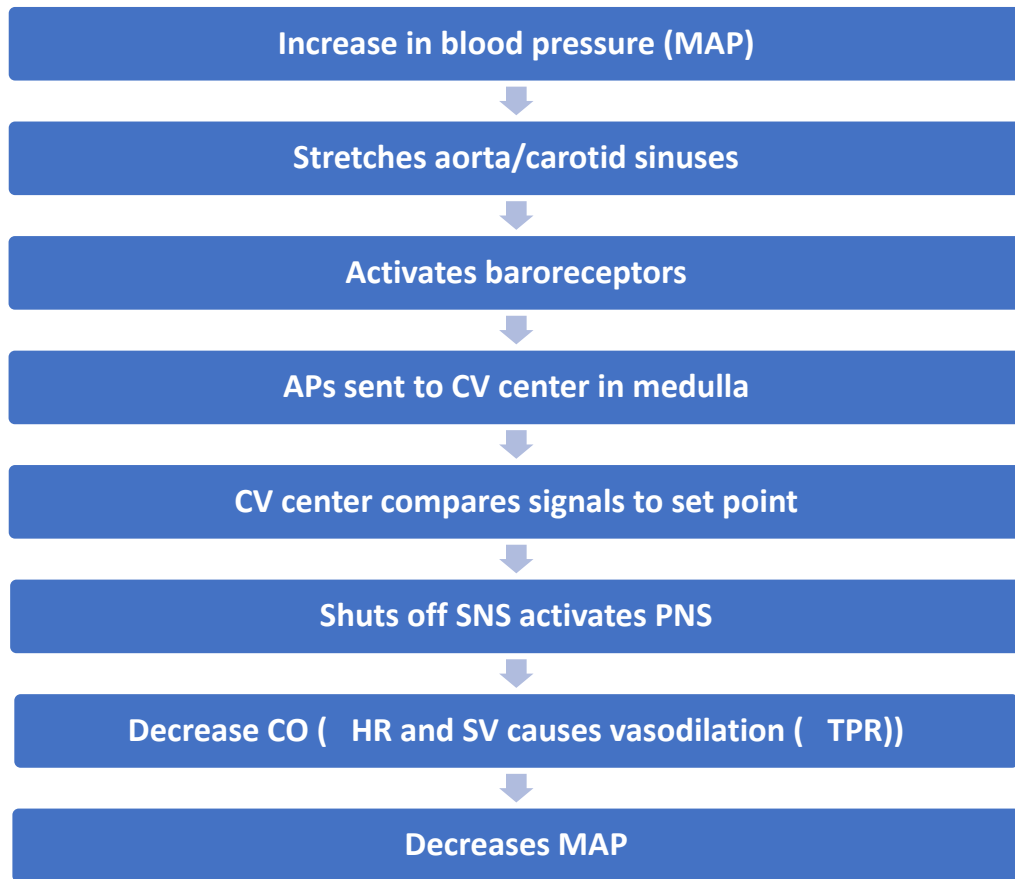 Increase in blood pressure (MAP)
Stretches aorta/carotid sinuses
Activates baroreceptors
APs sent to CV center in medulla
CV center compares signals to set point
Shuts off SNS activates PNS
Decrease CO (   HR and SV causes vasodilation (   TPR))
Decreases MAP